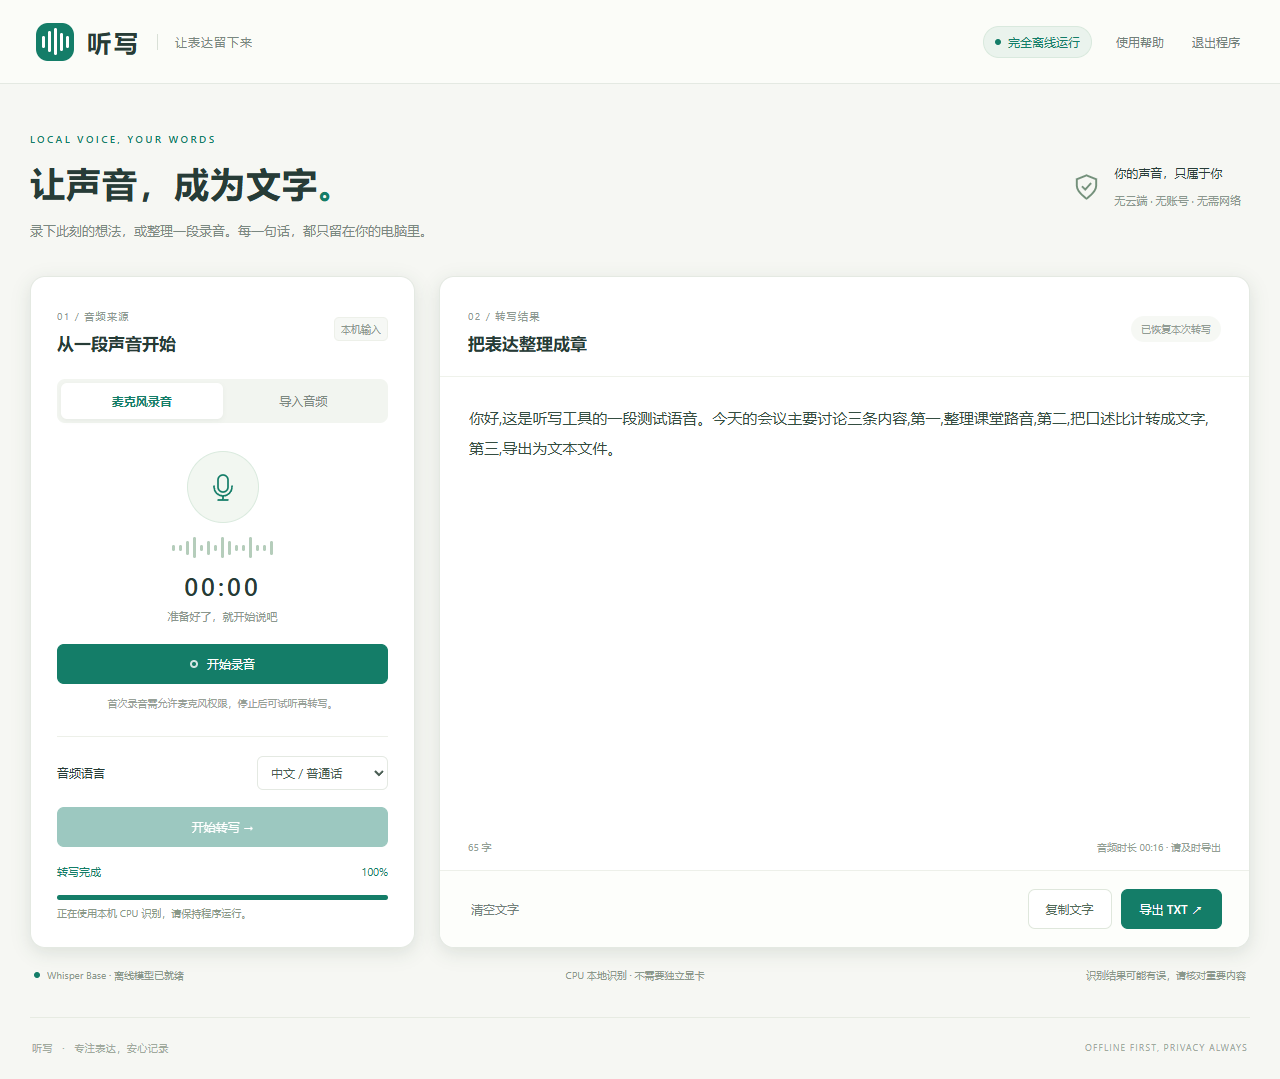 听写
让表达留下来
完全离线运行
使用帮助
退出程序
LOCAL VOICE, YOUR WORDS
让声音，成为文字。
录下此刻的想法，或整理一段录音。每一句话，都只留在你的电脑里。
你的声音，只属于你
无云端 · 无账号 · 无需网络
01 / 音频来源
从一段声音开始
本机输入
麦克风录音
导入音频
00:00
准备好了，就开始说吧
开始录音
首次录音需允许麦克风权限，停止后可试听再转写。
音频语言
中文 / 普通话
开始转写 →
转写完成
100%
正在使用本机 CPU 识别，请保持程序运行。
02 / 转写结果
把表达整理成章
已恢复本次转写
你好,这是听写工具的一段测试语音。今天的会议主要讨论三条内容,第一,整理课堂路音,第二,把口述比计转成文字,
第三,导出为文本文件。
65 字
音频时长 00:16 · 请及时导出
清空文字
复制文字
导出 TXT ↗
Whisper Base · 离线模型已就绪
CPU 本地识别 · 不需要独立显卡
识别结果可能有误，请核对重要内容
听写 · 专注表达，安心记录
OFFLINE FIRST, PRIVACY ALWAYS